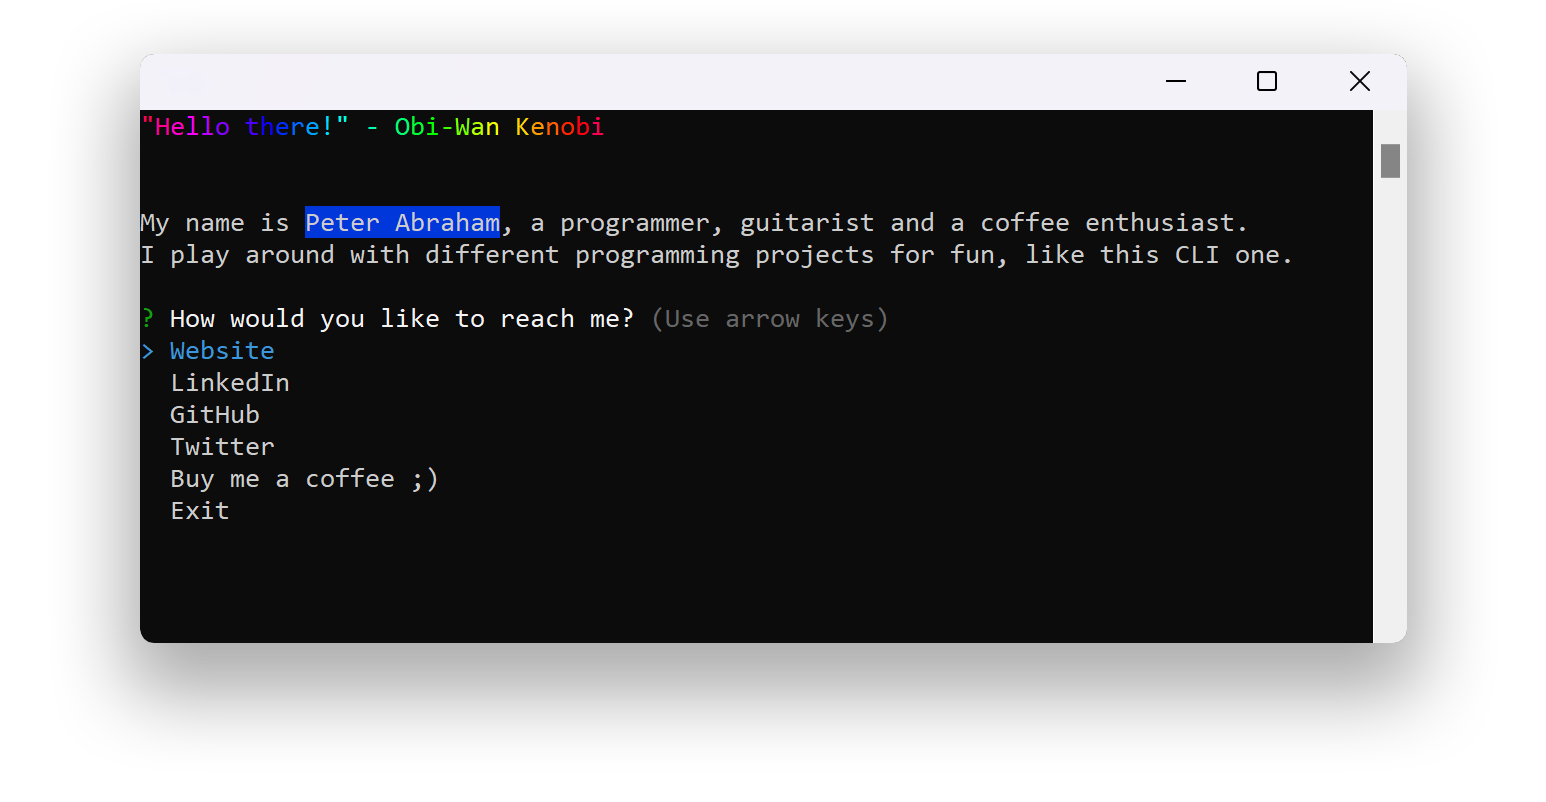 "Hello there!" - Obi-Wan Kenobi
My name is Peter Abraham, a programmer, guitarist and a coffee enthusiast.
I play around with different programming projects for fun, like this CLI one.
? How would you like to reach me? (Use arrow keys)
> Website
LinkedIn
GitHub
Twitter
Buy me a coffee ;)
Exit